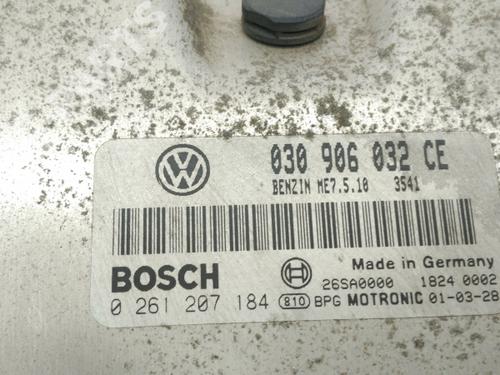 030 906 032 CE
BENZIN ME7.5.10 3541
BOSCH
Made in Germany
26SA0000 1824 0002
0 261 207 184 810 BPG MOTRONIC 01-03-28